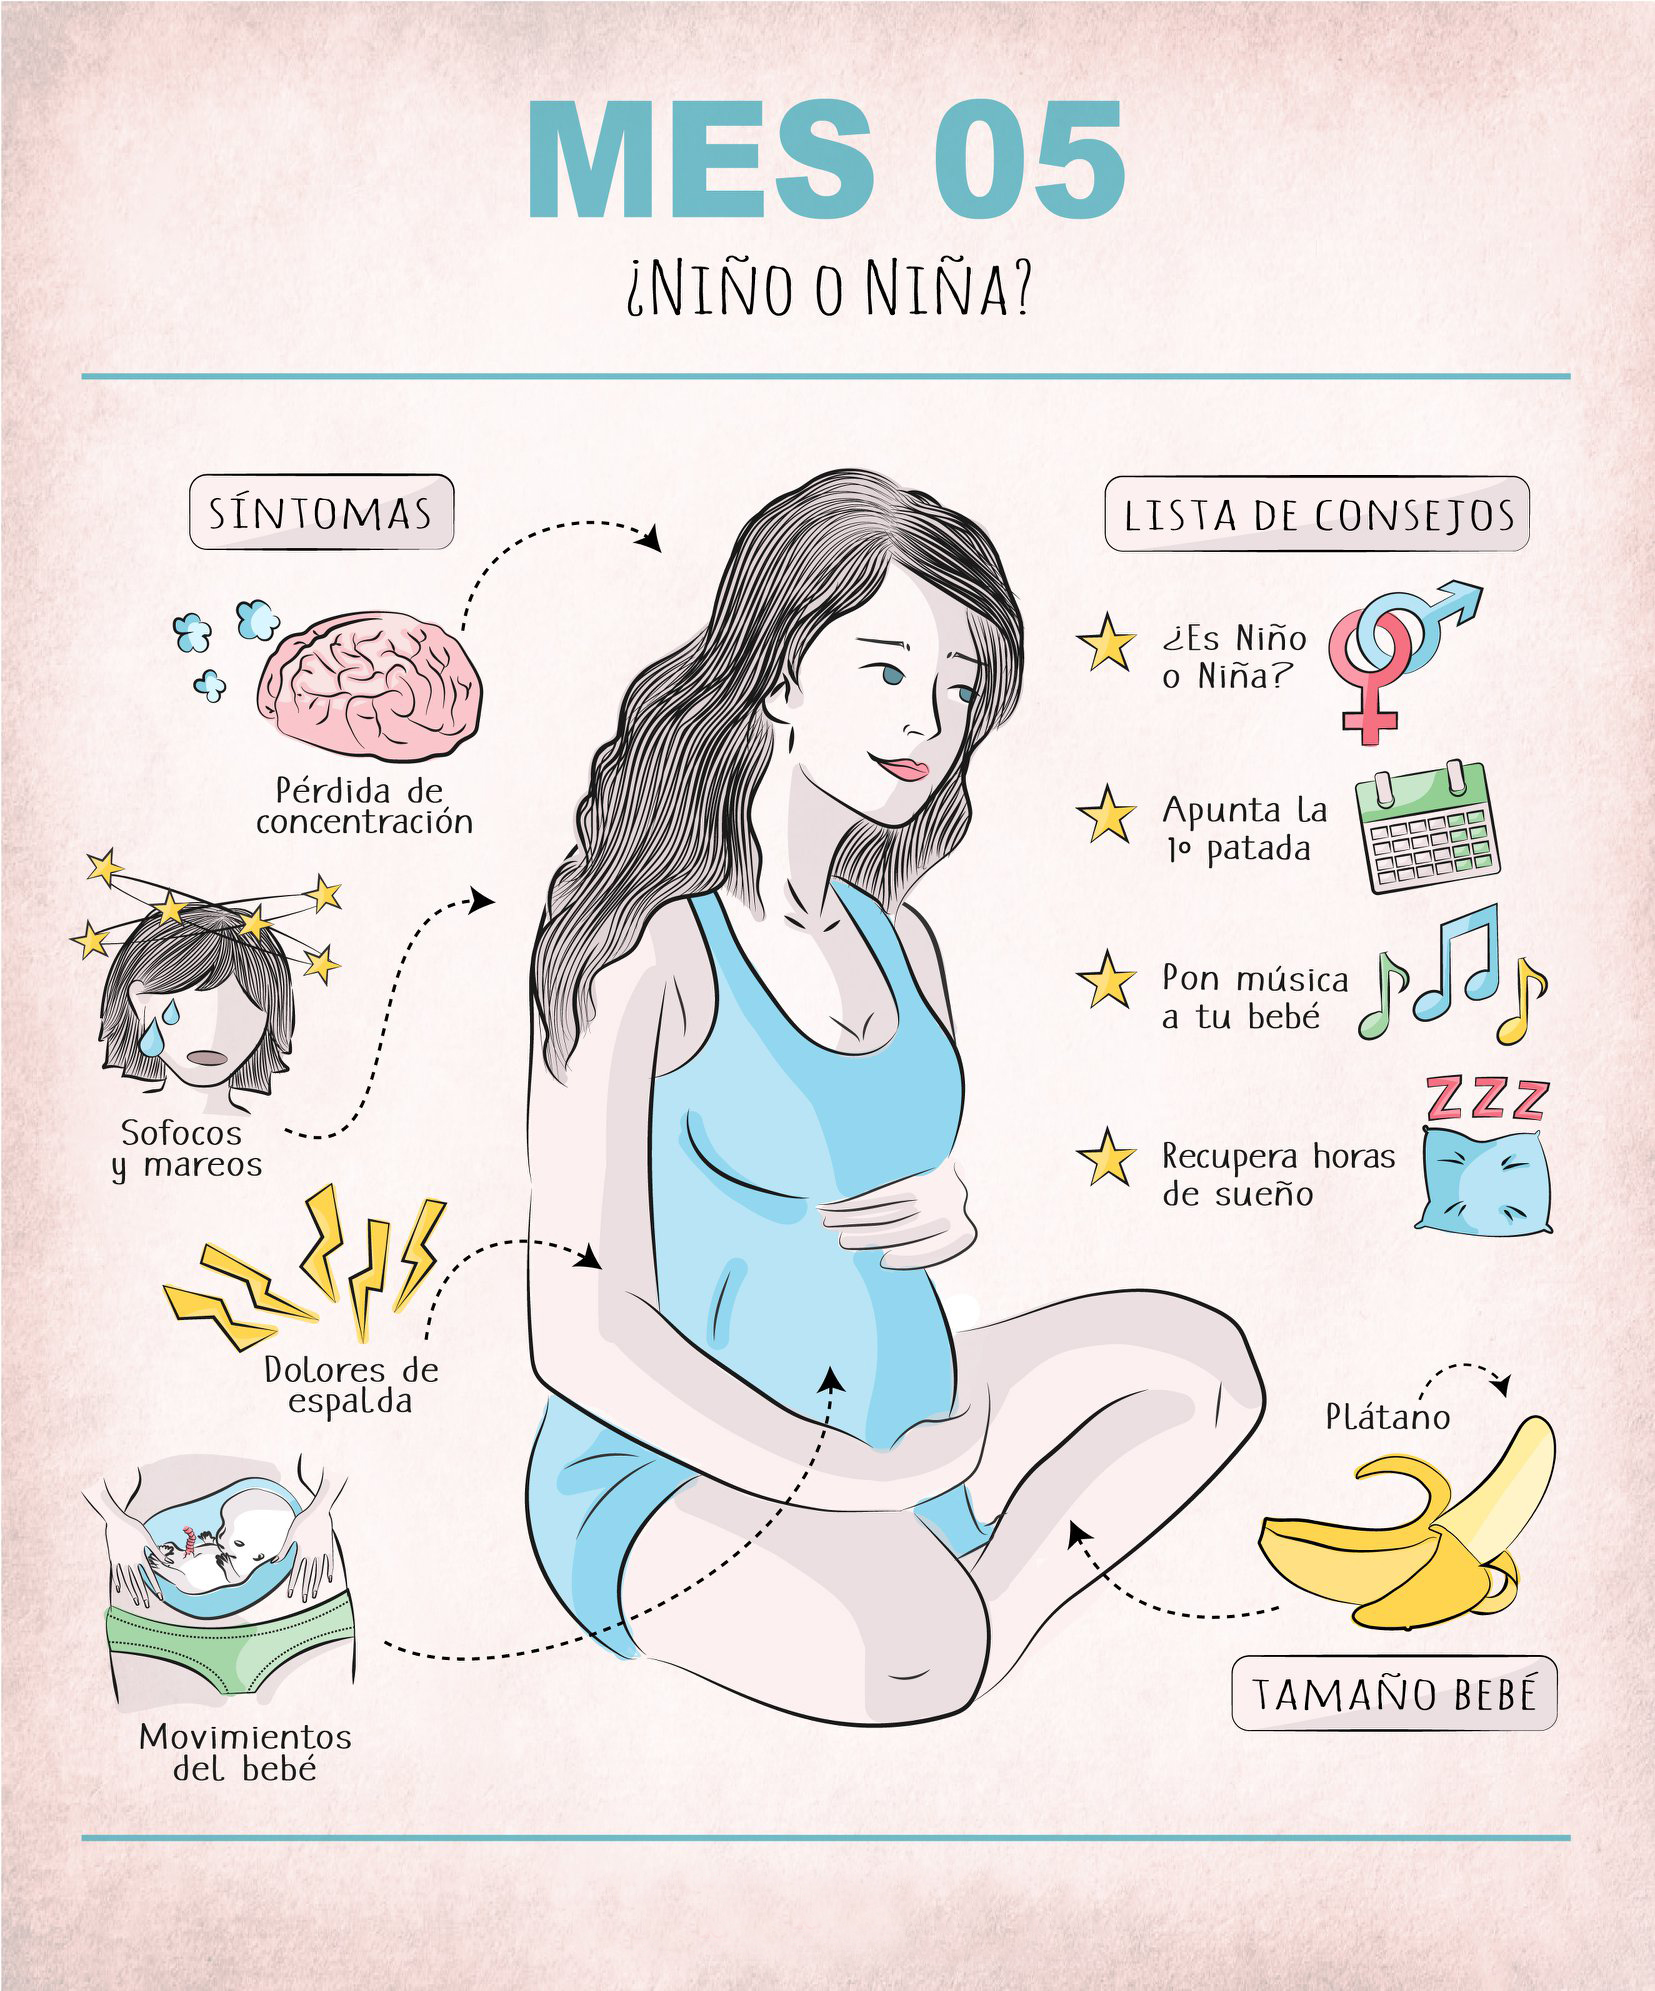 MES 05
¿NIÑO O NIÑA?
SÍNTOMAS
Pérdida de
concentración
Sofocos
y mareos
Dolores de
espalda
Movimientos
del bebé
LISTA DE CONSEJOS
¿Es Niño
o Niña?
Apunta la
1º patada
Pon música
a tu bebé
ZZZ
Recupera horas
de sueño
Plátano
TAMAÑO BEBÉ